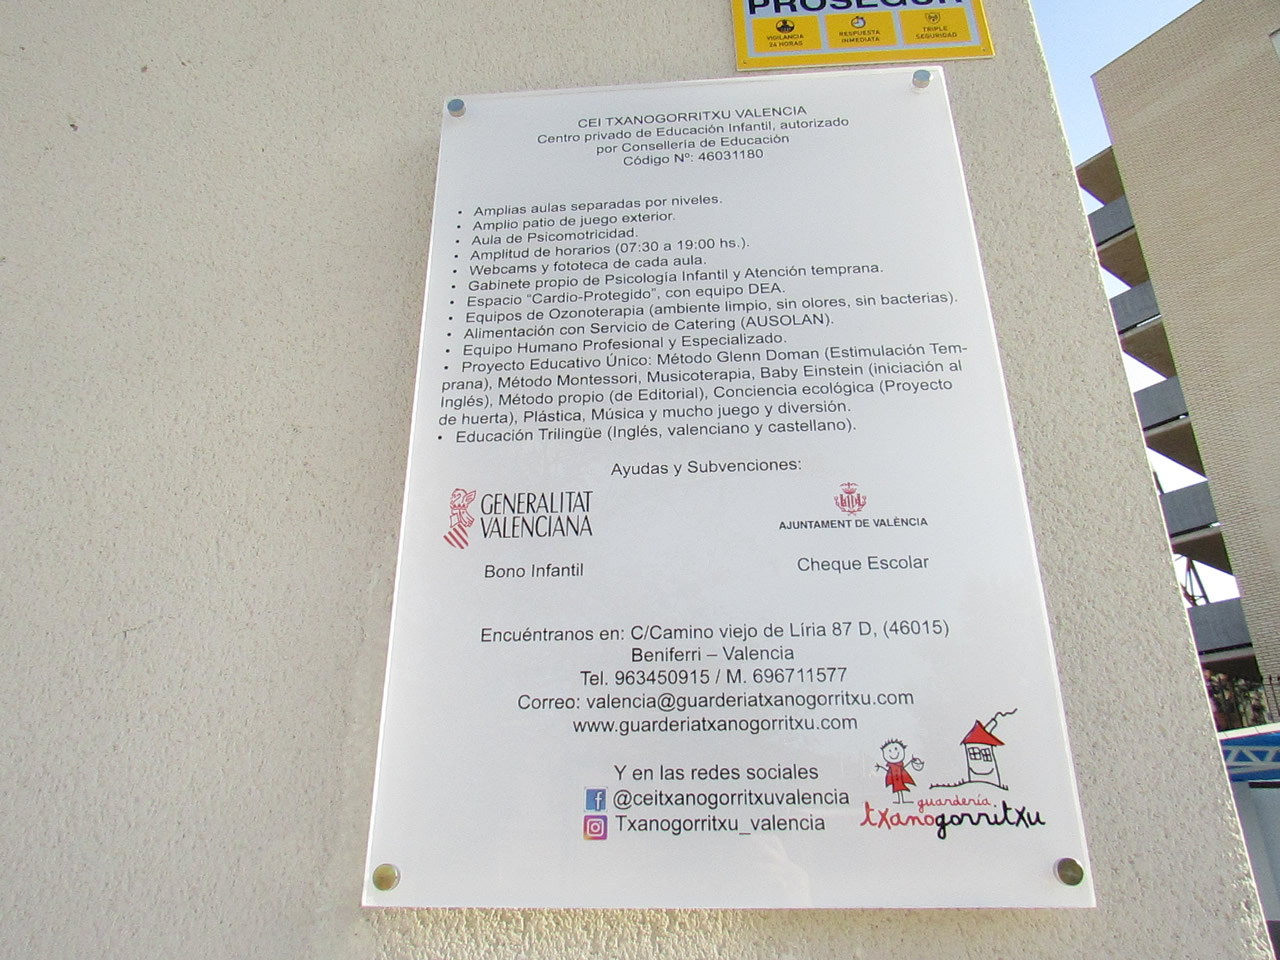 PROSEGUR
VIGILANCIA
24 HORAS
RESPUESTA
INMEDIATA
TRIPLE
SEGURIDAD
CEI TXANOGORRITXU VALENCIA
Centro privado de Educación Infantil, autorizado
por Consellería de Educación
Código Nº: 46031180
• Amplias aulas separadas por niveles.
• Amplio patio de juego exterior.
• Aula de Psicomotricidad.
• Amplitud de horarios (07:30 a 19:00 hs.).
• Webcams y fototeca de cada aula.
• Gabinete propio de Psicología Infantil y Atención temprana.
• Espacio “Cardio-Protegido”, con equipo DEA.
• Equipos de Ozonoterapia (ambiente limpio, sin olores, sin bacterias).
• Alimentación con Servicio de Catering (AUSOLAN).
• Equipo Humano Profesional y Especializado.
• Proyecto Educativo Único: Método Glenn Doman (Estimulación Tem-
prana), Método Montessori, Musicoterapia, Baby Einstein (iniciación al
Inglés), Método propio (de Editorial), Conciencia ecológica (Proyecto
de huerta), Plástica, Música y mucho juego y diversión.
• Educación Trilingüe (Inglés, valenciano y castellano).
Ayudas y Subvenciones:
GENERALITAT
VALENCIANA
AJUNTAMENT DE VALÈNCIA
Bono Infantil
Cheque Escolar
Encuéntranos en: C/Camino viejo de Líria 87 D, (46015)
Beniferri – Valencia
Tel. 963450915 / M. 696711577
Correo: valencia@guarderiatxanogorritxu.com
www.guarderiatxanogorritxu.com
Y en las redes sociales
@ceitxanogorritxuvalencia
Txanogorritxu_valencia
guardería
txanogorritxu